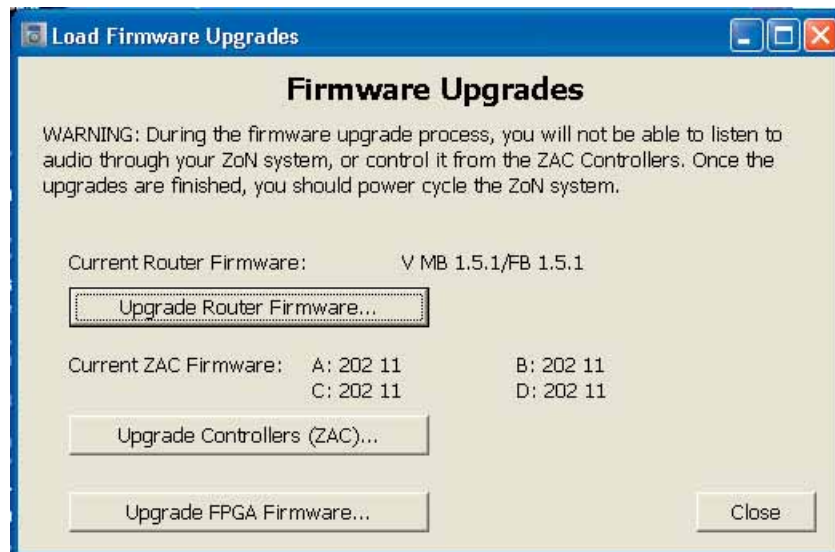 Load Firmware Upgrades
Firmware Upgrades
WARNING: During the firmware upgrade process, you will not be able to listen to
audio through your ZoN system, or control it from the ZAC Controllers. Once the
upgrades are finished, you should power cycle the ZoN system.
Current Router Firmware: V MB 1.5.1/FB 1.5.1
Upgrade Router Firmware...
Current ZAC Firmware: A: 202 11 B: 202 11
C: 202 11 D: 202 11
Upgrade Controllers (ZAC)...
Upgrade FPGA Firmware... Close